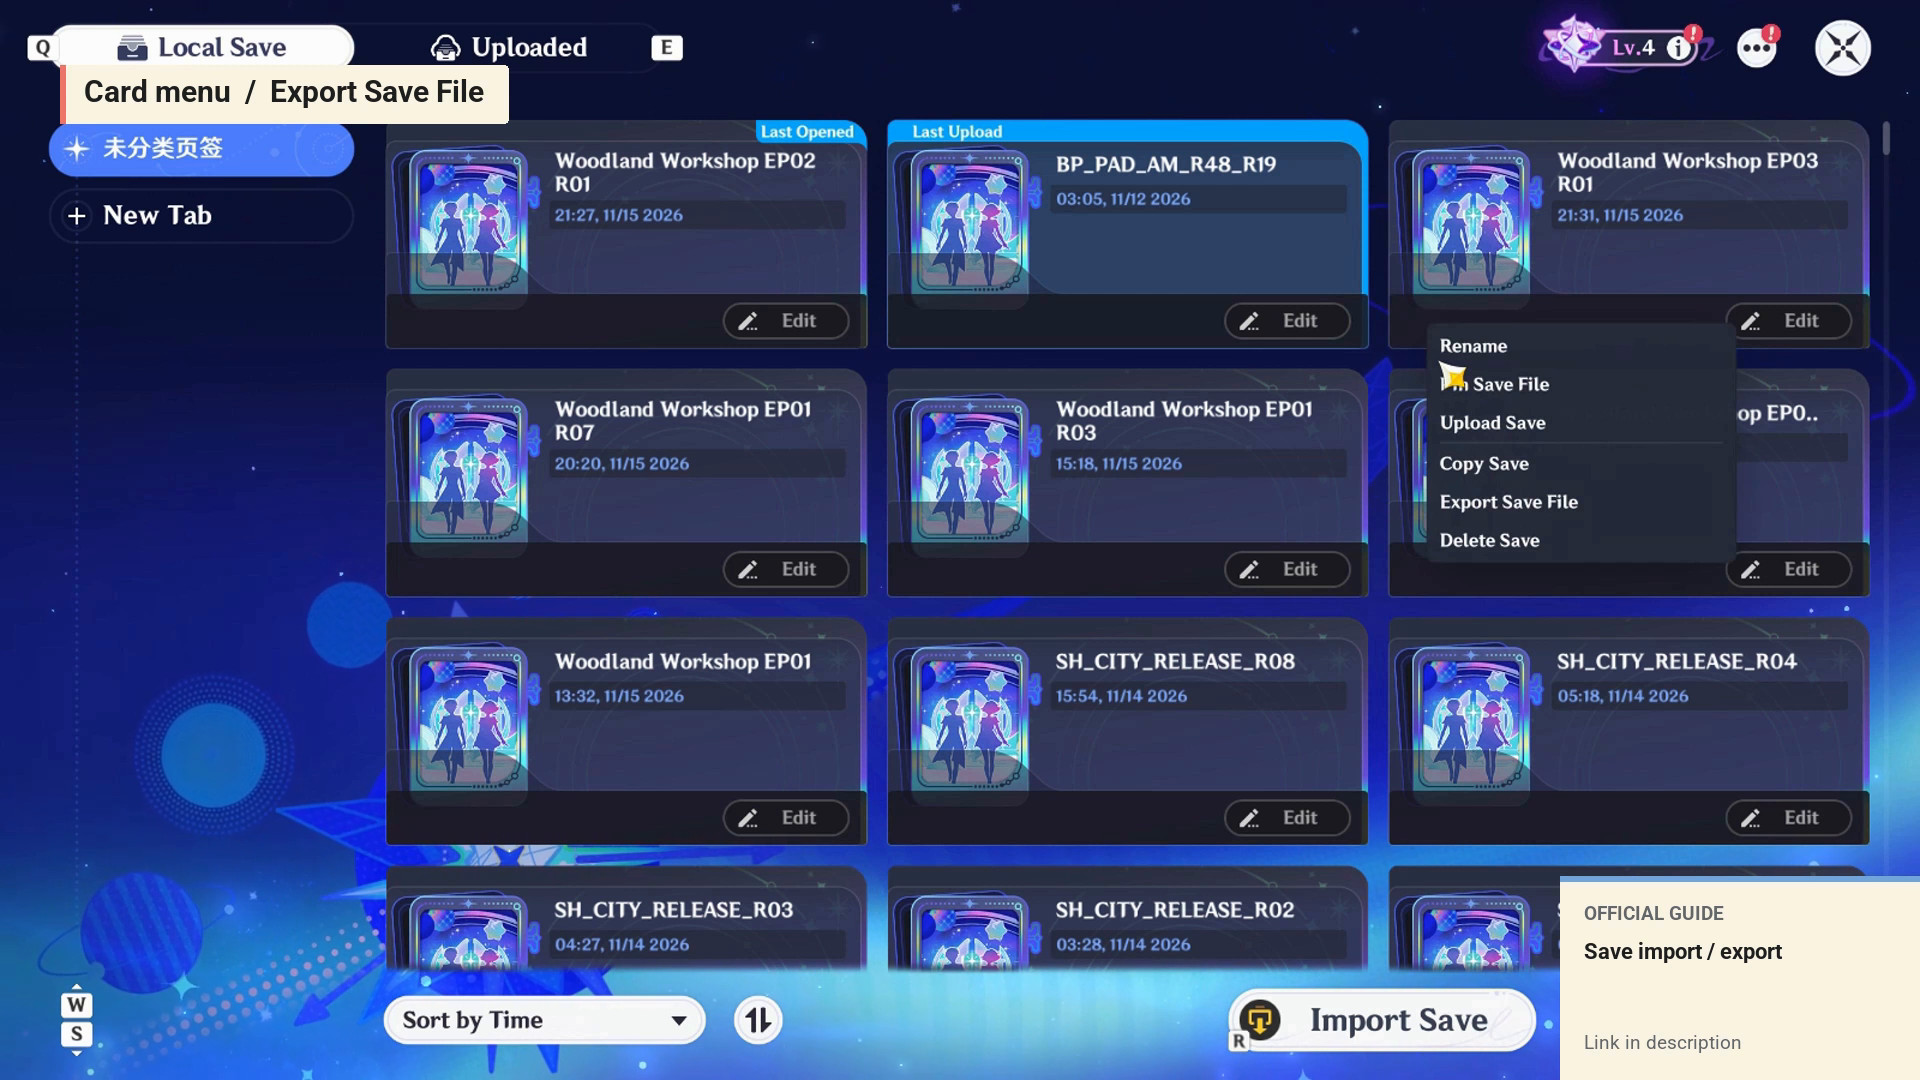 Q
Local Save
Uploaded
E
Lv.4
Card menu / Export Save File
未分类页签
New Tab
Last Opened
Woodland Workshop EP02
R01
21:27, 11/15 2026
Edit
Last Upload
BP_PAD_AM_R48_R19
03:05, 11/12 2026
Edit
Woodland Workshop EP03
R01
21:31, 11/15 2026
Edit
Woodland Workshop EP01
R07
20:20, 11/15 2026
Edit
Woodland Workshop EP01
R03
15:18, 11/15 2026
Edit
op EP0..
Edit
Rename
Save File
Upload Save
Copy Save
Export Save File
Delete Save
Woodland Workshop EP01
13:32, 11/15 2026
Edit
SH_CITY_RELEASE_R08
15:54, 11/14 2026
Edit
SH_CITY_RELEASE_R04
05:18, 11/14 2026
Edit
SH_CITY_RELEASE_R03
04:27, 11/14 2026
SH_CITY_RELEASE_R02
03:28, 11/14 2026
W
S
Sort by Time
R
Import Save
OFFICIAL GUIDE
Save import / export
Link in description